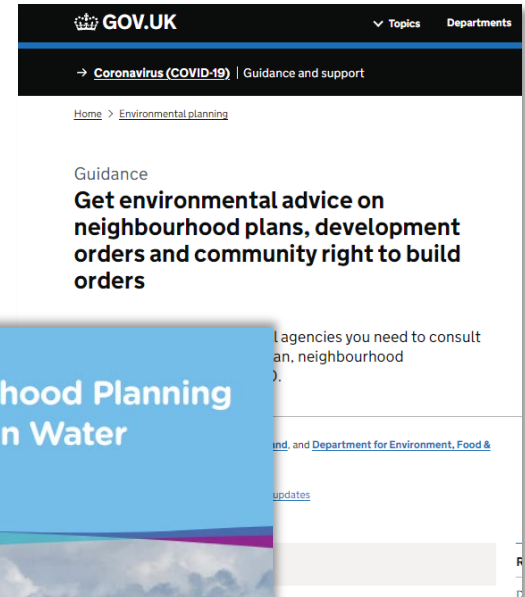 GOV.UK
Topics Departments
→ Coronavirus (COVID-19) | Guidance and support
Home > Environmental planning
Guidance
Get environmental advice on
neighbourhood plans, development
orders and community right to build
orders
agencies you need to consult
an, neighbourhood
hood Planning
n Water
and, and Department for Environment, Food &
updates
R